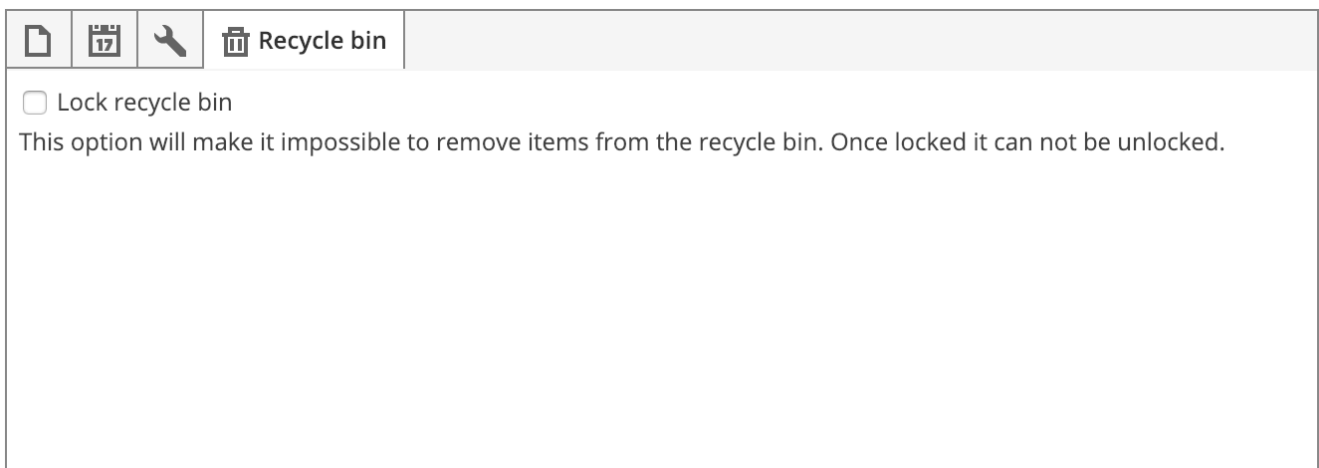 17 Recycle bin
Lock recycle bin
This option will make it impossible to remove items from the recycle bin. Once locked it can not be unlocked.